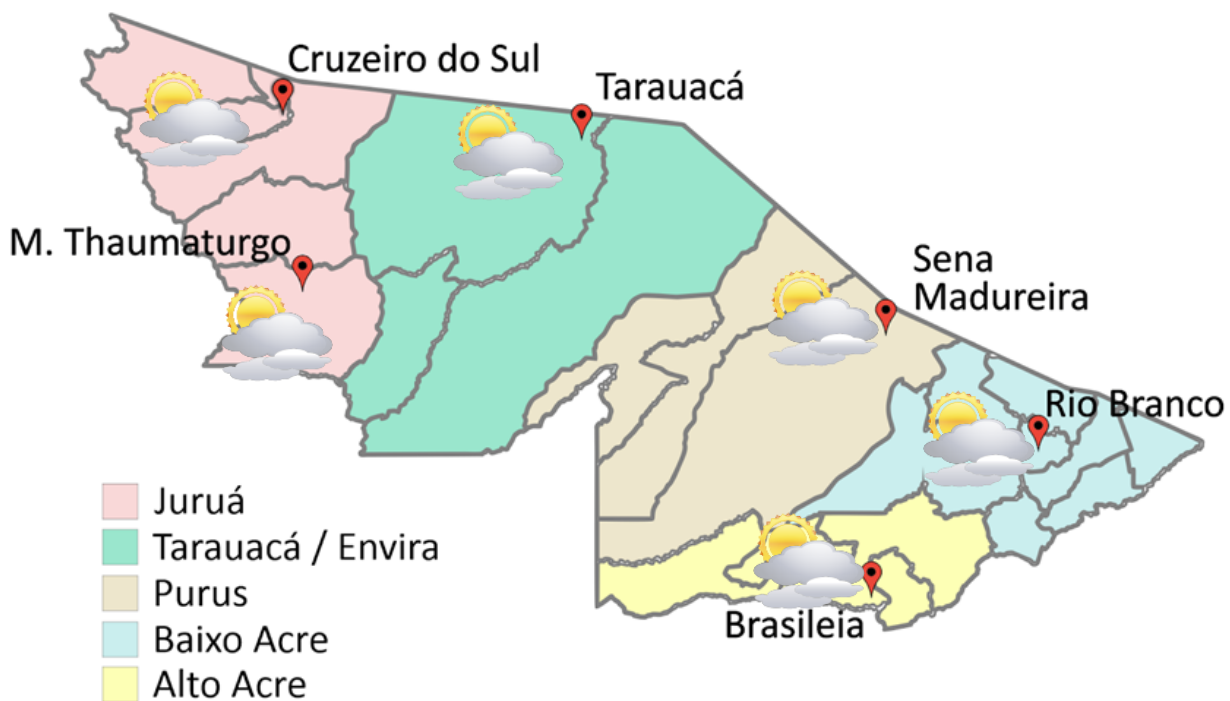 Cruzeiro do Sul
Tarauacá
M. Thaumaturgo
Sena
Madureira
Rio Branco
Brasileia
Juruá
Tarauacá / Envira
Purus
Baixo Acre
Alto Acre